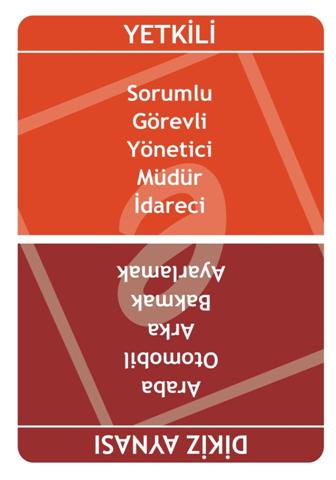 YETKİLİ
Sorumlu
Görevli
Yönetici
Müdür
İdareci
DİKİZ AYNASI
Araba
Otomobil
Arka
Bakmak
Ayarlamak